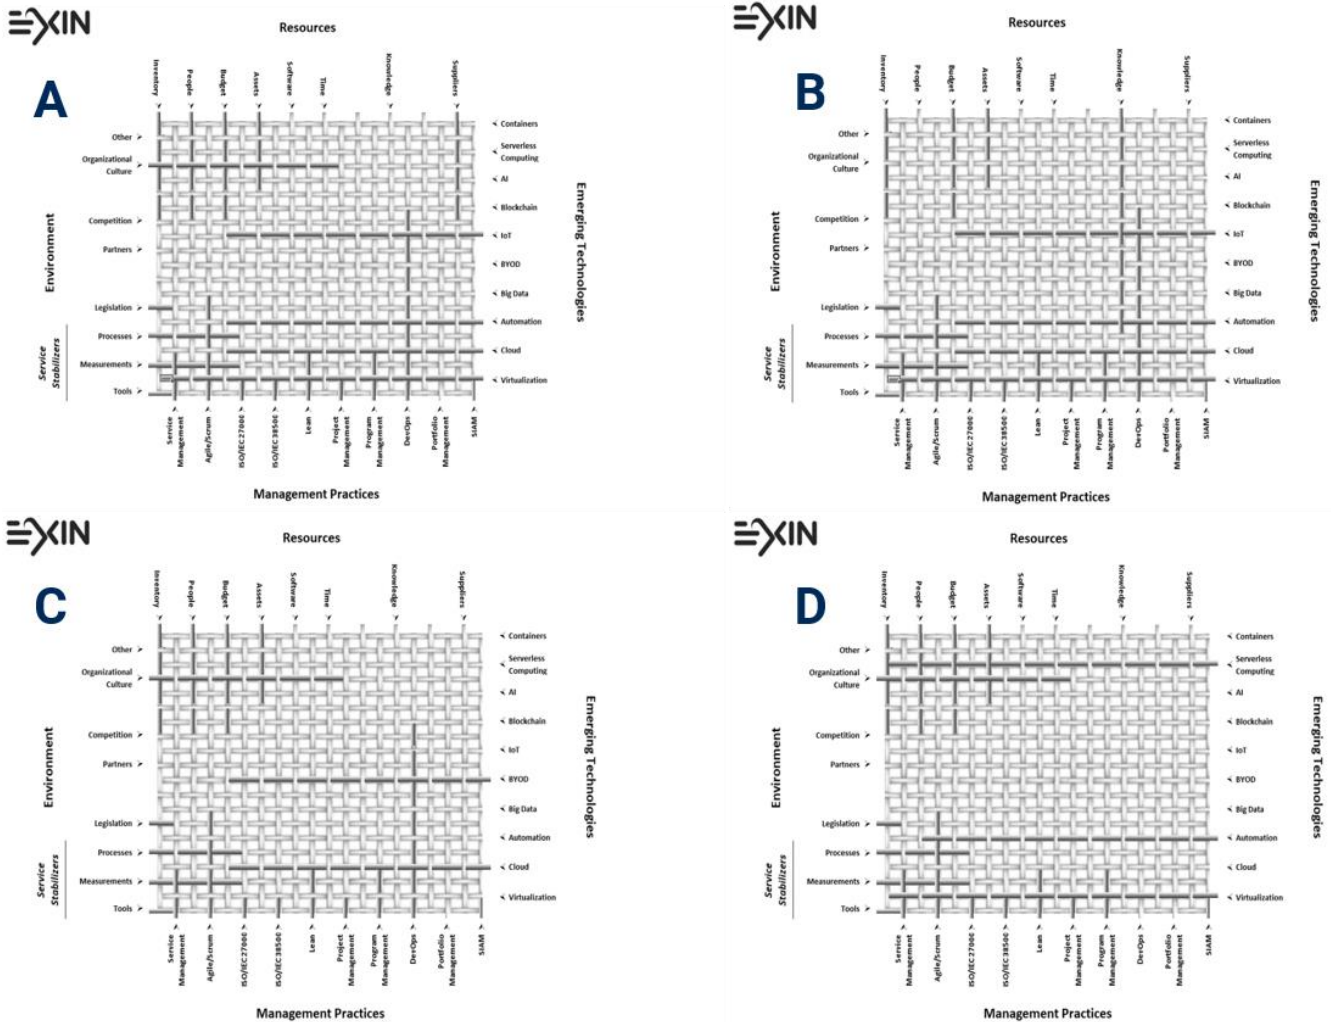 EXIN
Resources
A
Inventory
People
Budget
Assets
Software
Time
Knowledge
Suppliers
Other
Organizational
Culture
Competition
Partners
Legislation
Processes
Measurements
Tools
Environment
Service
Stabilizers
Containers
Serverless
Computing
AI
Blockchain
IoT
BYOD
Big Data
Automation
Cloud
Virtualization
Emerging Technologies
Service
Management
Agile/Scrum
ISO/IEC 27000
ISO/IEC 38500
Lean
Project
Management
Program
Management
DevOps
Portfolio
Management
SIAM
Management Practices
EXIN
Resources
B
Inventory
People
Budget
Assets
Software
Time
Knowledge
Suppliers
Other
Organizational
Culture
Competition
Partners
Legislation
Processes
Measurements
Tools
Environment
Service
Stabilizers
Containers
Serverless
Computing
AI
Blockchain
IoT
BYOD
Big Data
Automation
Cloud
Virtualization
Emerging Technologies
Service
Management
Agile/Scrum
ISO/IEC 27000
ISO/IEC 38500
Lean
Project
Management
Program
Management
DevOps
Portfolio
Management
SIAM
Management Practices
EXIN
Resources
C
Inventory
People
Budget
Assets
Software
Time
Knowledge
Suppliers
Other
Organizational
Culture
Competition
Partners
Legislation
Processes
Measurements
Tools
Environment
Service
Stabilizers
Containers
Serverless
Computing
AI
Blockchain
IoT
BYOD
Big Data
Automation
Cloud
Virtualization
Emerging Technologies
Service
Management
Agile/Scrum
ISO/IEC 27000
ISO/IEC 38500
Lean
Project
Management
Program
Management
DevOps
Portfolio
Management
SIAM
Management Practices
EXIN
Resources
D
Inventory
People
Budget
Assets
Software
Time
Knowledge
Suppliers
Other
Organizational
Culture
Competition
Partners
Legislation
Processes
Measurements
Tools
Environment
Service
Stabilizers
Containers
Serverless
Computing
AI
Blockchain
IoT
BYOD
Big Data
Automation
Cloud
Virtualization
Emerging Technologies
Service
Management
Agile/Scrum
ISO/IEC 27000
ISO/IEC 38500
Lean
Project
Management
Program
Management
DevOps
Portfolio
Management
SIAM
Management Practices